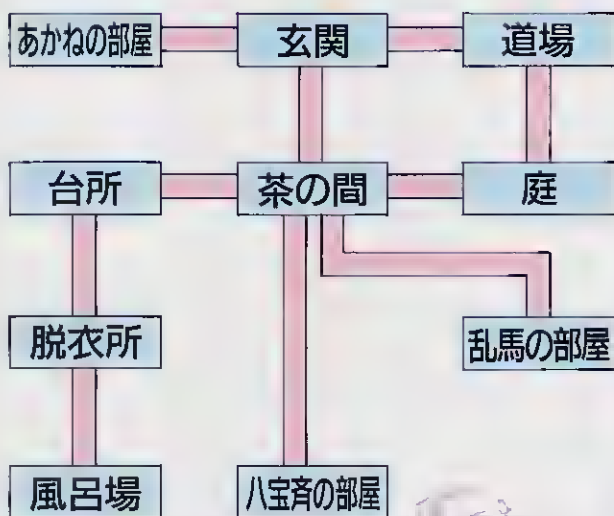 あかねの部屋
玄関
道場
台所
茶の間
庭
脱衣所
乱馬の部屋
風呂場
八宝斉の部屋